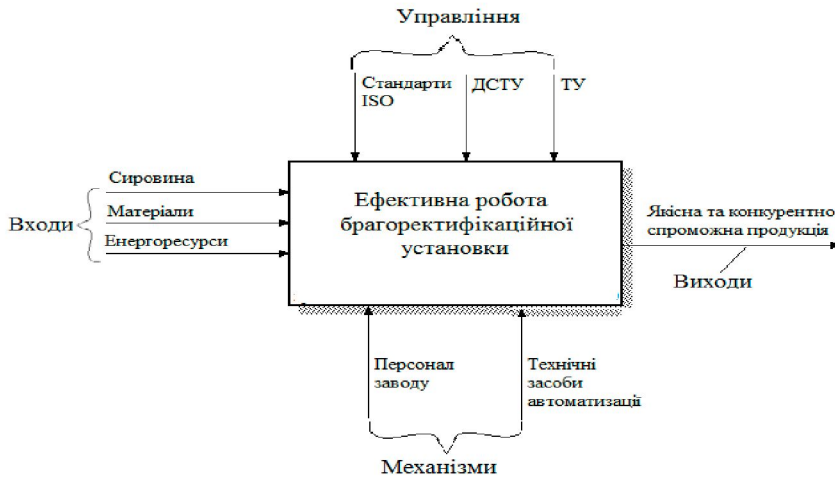 Управління
Стандарти
ISO
ДСТУ
ТУ
Сировина
Матеріали
Енергоресурси
Входи
Ефективна робота
брагоректифікаційної
установки
Якісна та конкурентно
спроможна продукція
Виходи
Персонал
заводу
Технічні
засоби
автоматизації
Механізми